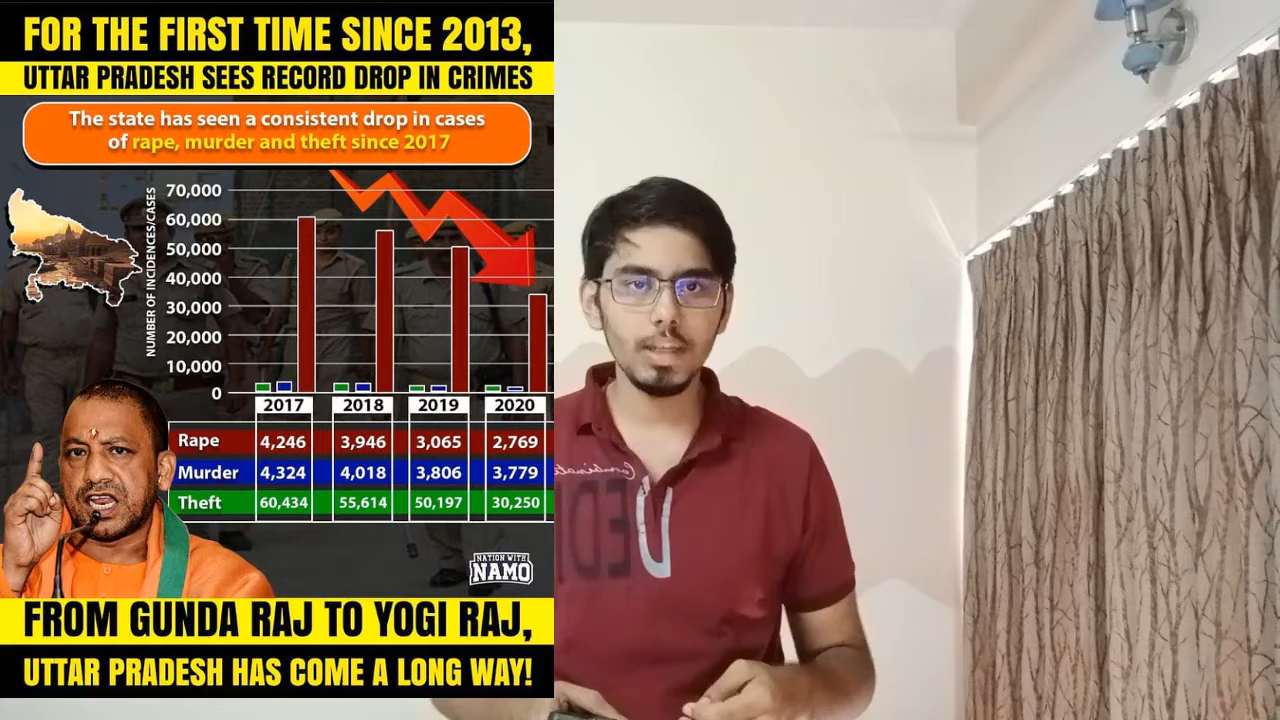 FOR THE FIRST TIME SINCE 2013,
UTTAR PRADESH SEES RECORD DROP IN CRIMES
The state has seen a consistent drop in cases
of rape, murder and theft since 2017
NUMBER OF INCIDENCES/CASES
70,000
60,000
50,000
40,000
30,000
20,000
10,000
0
2017 2018 2019 2020
Rape 4,246 3,946 3,065 2,769
Murder 4,324 4,018 3,806 3,779
Theft 60,434 55,614 50,197 30,250
NATION WITH
NAMO
FROM GUNDA RAJ TO YOGI RAJ,
UTTAR PRADESH HAS COME A LONG WAY!